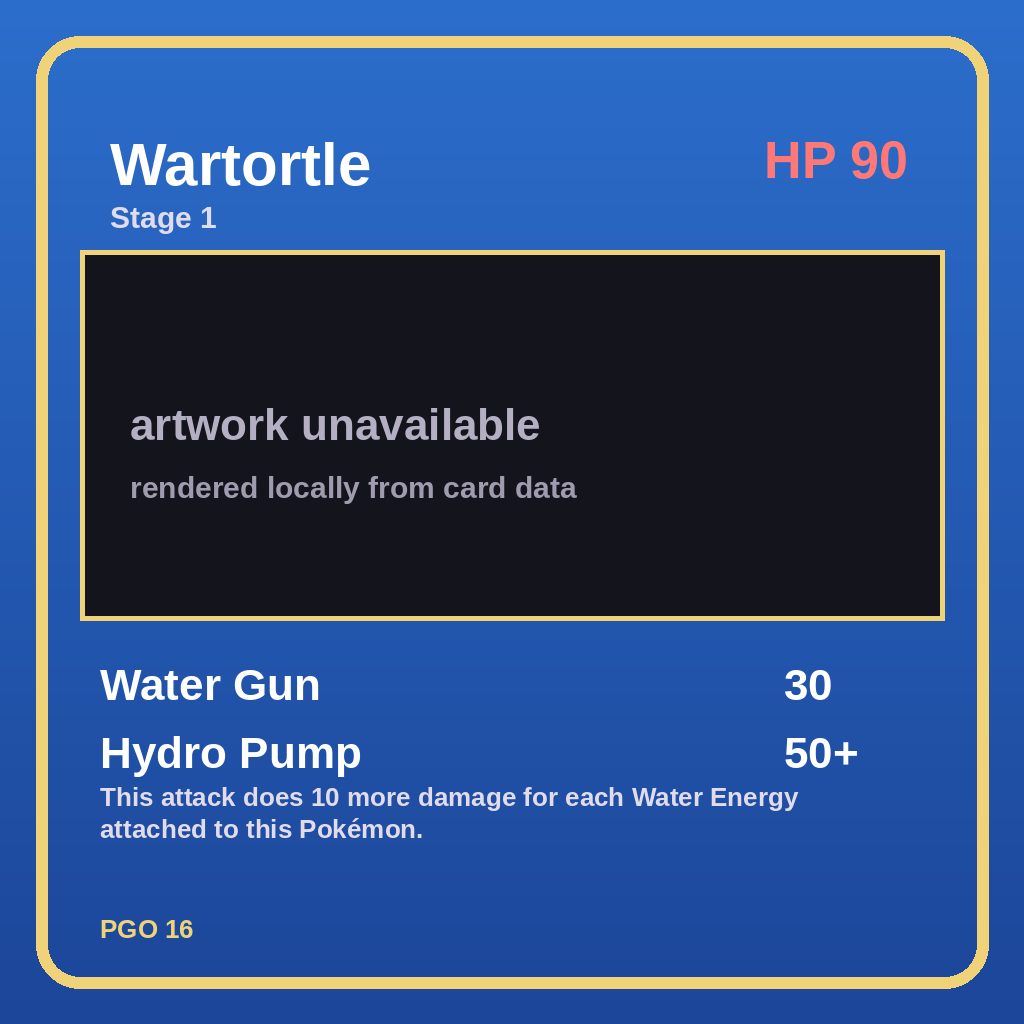 Wartortle
HP 90
Stage 1
artwork unavailable
rendered locally from card data
Water Gun 30
Hydro Pump 50+
This attack does 10 more damage for each Water Energy
attached to this Pokémon.
PGO 16